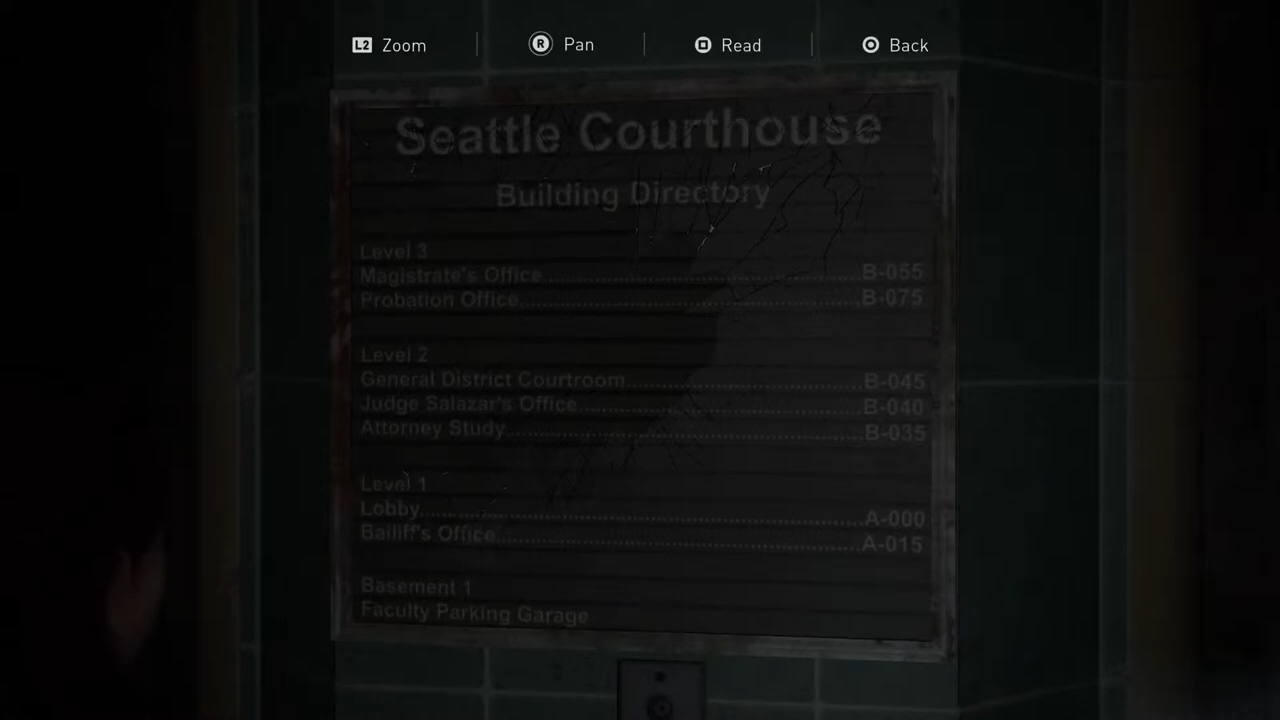 L2 Zoom R Pan Read Back
Seattle Courthouse
Building Directory
Level 3
Magistrate's Office........B-055
Probation Office........B-075
Level 2
General District Courtroom........B-045
Judge Salazar's Office........B-040
Attorney Study........B-035
Level 1
Lobby........A-000
Bailiff's Office........A-015
Basement 1
Faculty Parking Garage